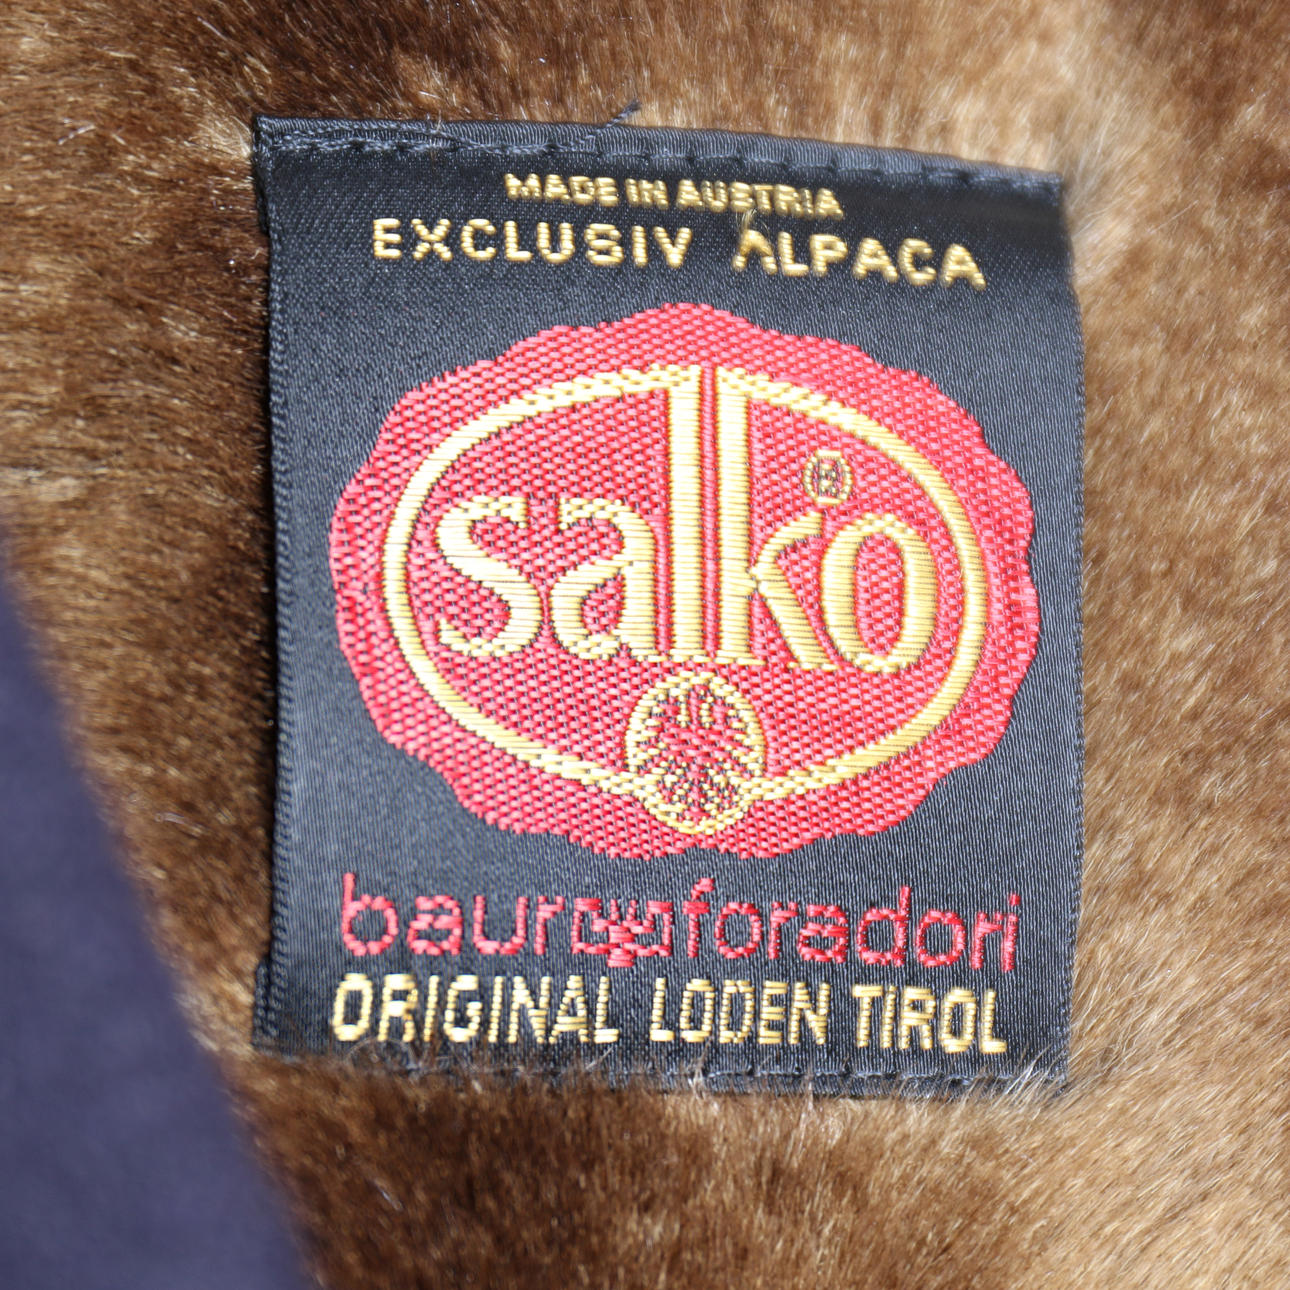 MADE IN AUSTRIA
EXCLUSIV ALPACA
salko
baur foradori
ORIGINAL LODEN TIROL